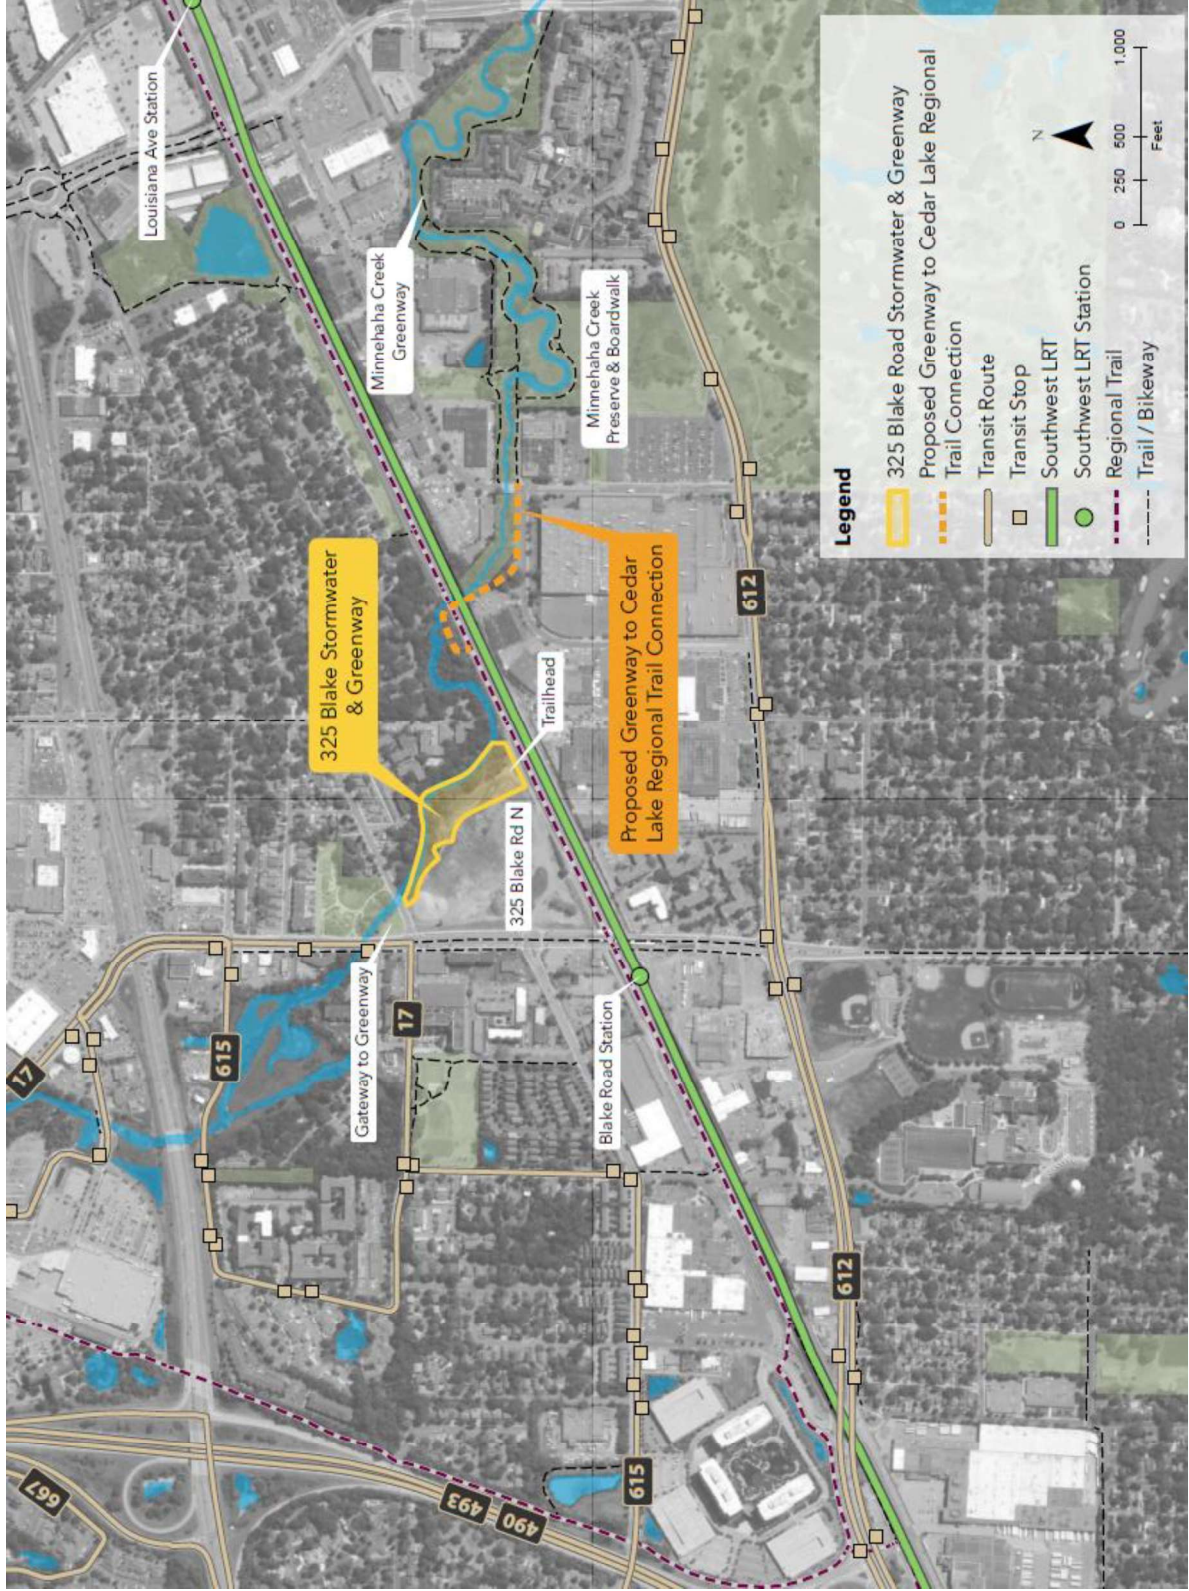 667
493
490
615
612
17
615
17
Gateway to Greenway
Blake Road Station
612
325 Blake Rd N
325 Blake Stormwater
& Greenway
Trailhead
Proposed Greenway to Cedar
Lake Regional Trail Connection
Minnehaha Creek
Greenway
Minnehaha Creek
Preserve & Boardwalk
Louisiana Ave Station
Legend
325 Blake Road Stormwater & Greenway
Proposed Greenway to Cedar Lake Regional
Trail Connection
Transit Route
Transit Stop
Southwest LRT
Southwest LRT Station
Regional Trail
Trail / Bikeway
N
0 250 500 1,000
Feet